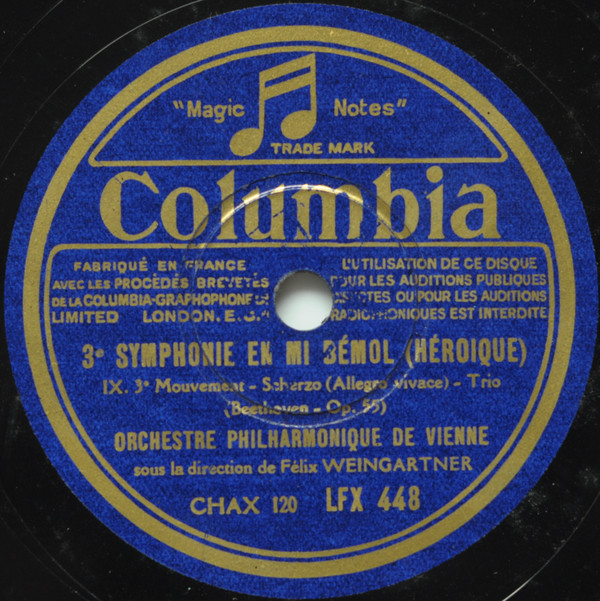 "Magic Notes"
TRADE MARK
Columbia
FABRIQUÉ EN FRANCE
AVEC LES PROCÉDÉS BREVETÉS
DE LA COLUMBIA-GRAPHOPHONE Cº
LIMITED LONDON. E.C.1
L'UTILISATION DE CE DISQUE
POUR LES AUDITIONS PUBLIQUES
DIRECTES OU POUR LES AUDITIONS
RADIOPHONIQUES EST INTERDITE
3e SYMPHONIE EN MI BÉMOL (HÉROIQUE)
IX. 3e Mouvement - Scherzo (Allegro vivace) - Trio
(Beethoven - Op. 55)
ORCHESTRE PHILHARMONIQUE DE VIENNE
sous la direction de Félix WEINGARTNER
CHAX 120 LFX 448